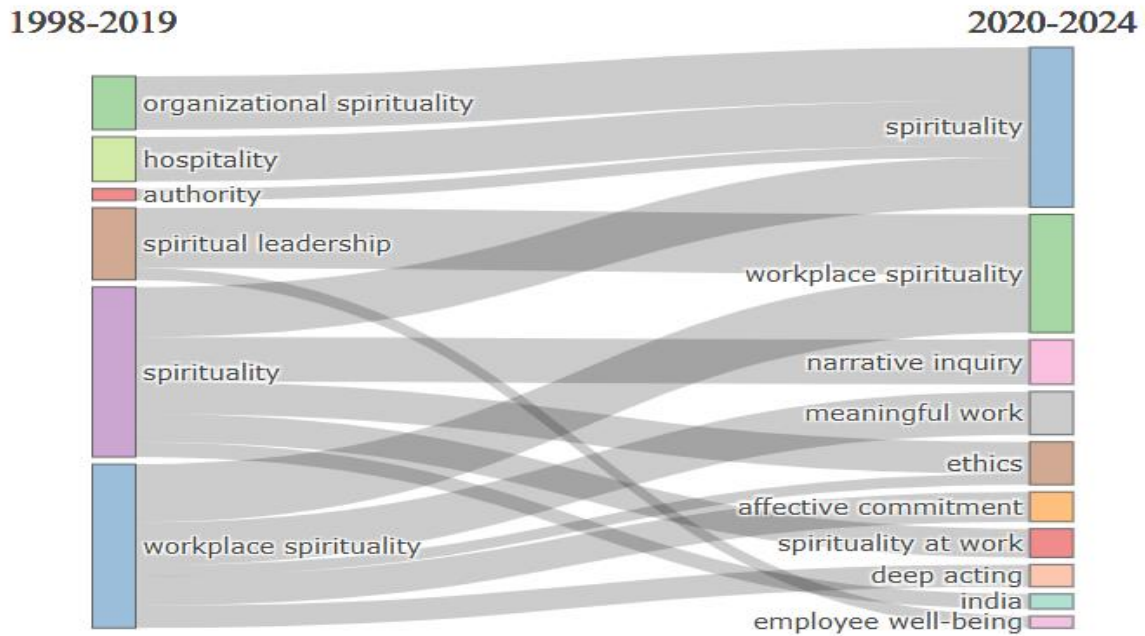 1998-2019
2020-2024
organizational spirituality
hospitality
authority
spiritual leadership
spirituality
workplace spirituality
spirituality
workplace spirituality
narrative inquiry
meaningful work
ethics
affective commitment
spirituality at work
deep acting
india
employee well-being